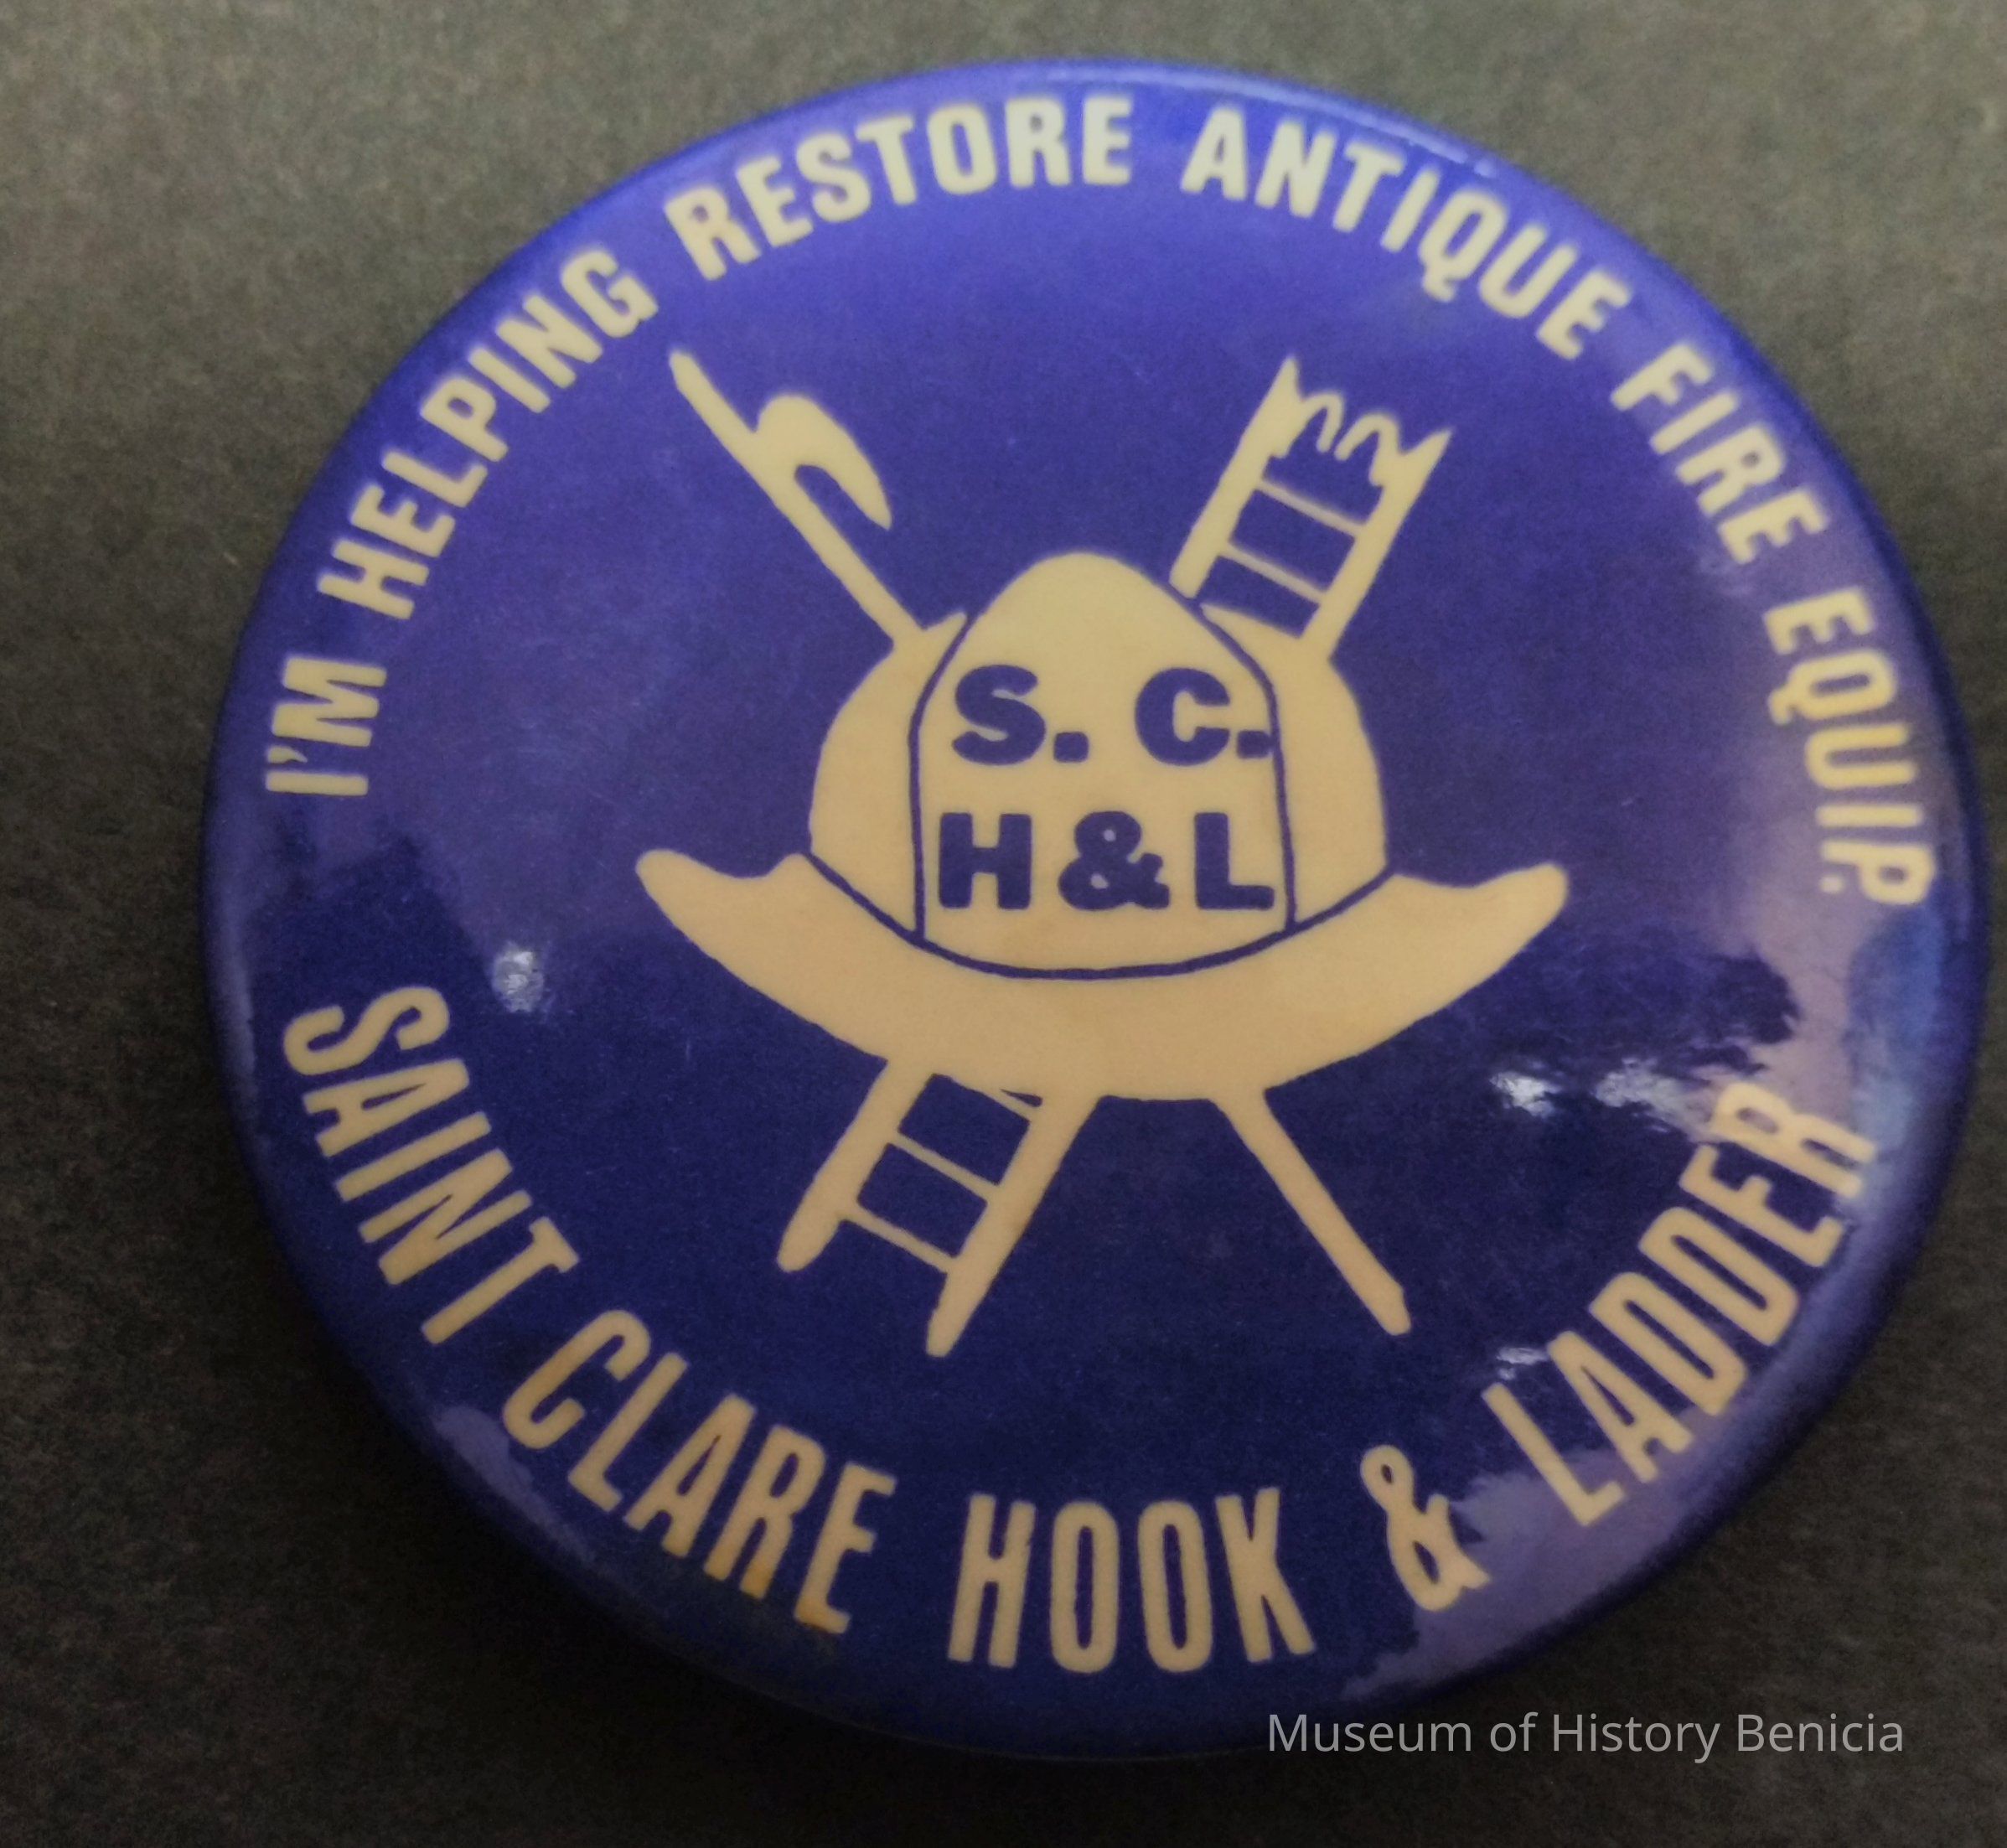 I'M HELPING RESTORE ANTIQUE FIRE EQUIP.
S. C.
H & L
SAINT CLARE HOOK & LADDER
Museum of History Benicia